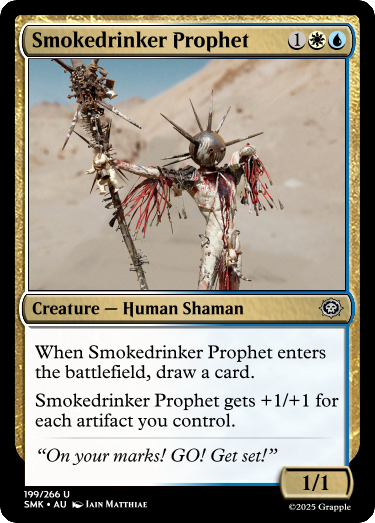 Smokedrinker Prophet 1
Creature — Human Shaman
When Smokedrinker Prophet enters
the battlefield, draw a card.
Smokedrinker Prophet gets +1/+1 for
each artifact you control.
“On your marks! GO! Get set!”
1/1
199/266 U
SMK • AU Iain Matthiae
©2025 Grapple